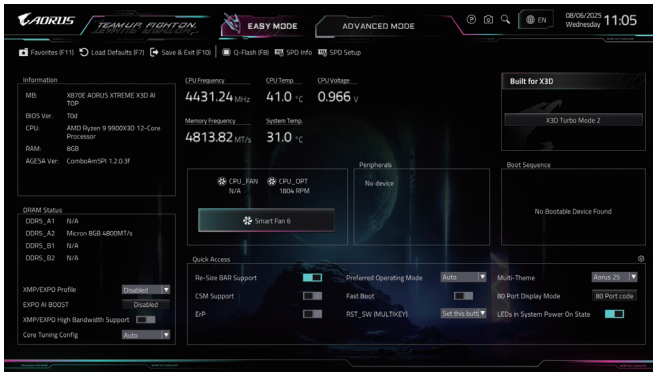 AORUS
TEAM UP. FIGHT ON.
EASY MODE
ADVANCED MODE
EN
08/06/2025
Wednesday
11:05
Favorites (F11)
Load Defaults (F7)
Save & Exit (F10)
Q-Flash (F8)
SPD Info
SPD Setup
Information
MB: X870E AORUS XTREME X3D AI TOP
BIOS Ver. T0d
CPU: AMD Ryzen 9 9900X3D 12-Core Processor
RAM: 8GB
AGESA Ver: ComboAm5PI 1.2.0.3f
CPU Frequency
4431.24 MHz
CPU Temp.
41.0 °C
CPU Voltage
0.966 V
Memory Frequency
4813.82 MT/s
System Temp.
31.0 °C
Built for X3D
X3D Turbo Mode 2
CPU_FAN
N/A
CPU_OPT
1804 RPM
Smart Fan 6
Peripherals
No device
Boot Sequence
No Bootable Device Found
DRAM Status
DDR5_A1 N/A
DDR5_A2 Micron 8GB 4800MT/s
DDR5_B1 N/A
DDR5_B2 N/A
XMP/EXPO Profile Disabled
EXPO AI BOOST Disabled
XMP/EXPO High Bandwidth Support
Core Tuning Config Auto
Quick Access
Re-Size BAR Support
CSM Support
ErP
Preferred Operating Mode Auto
Fast Boot
RST_SW (MULTIKEY) Set this butt
Multi-Theme Aorus 25
80 Port Display Mode 80 Port code
LEDs in System Power On State